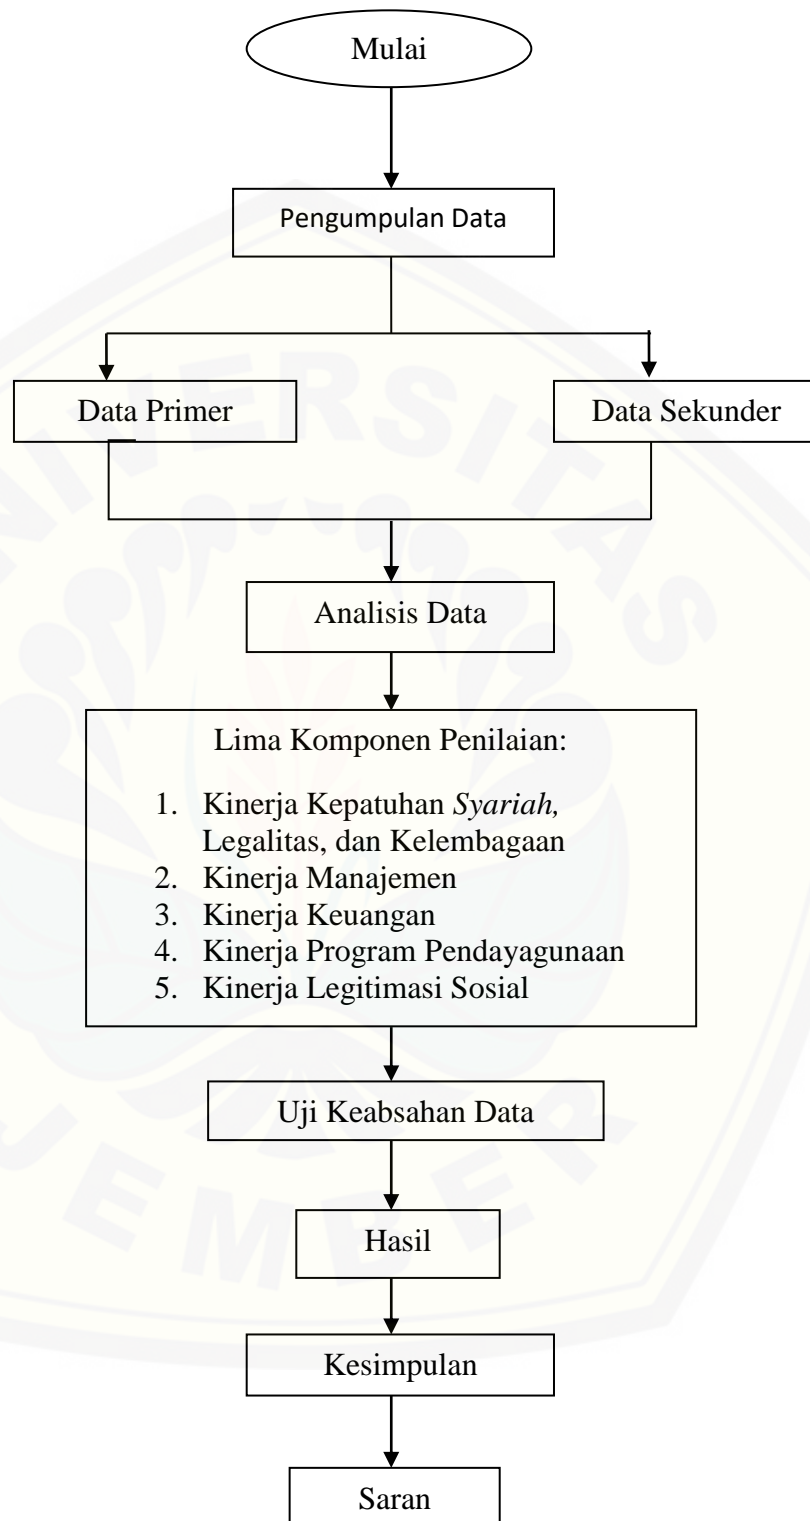 Mulai
Pengumpulan Data
Data Primer
Data Sekunder
Analisis Data
Lima Komponen Penilaian:
1. Kinerja Kepatuhan Syariah,
Legalitas, dan Kelembagaan
2. Kinerja Manajemen
3. Kinerja Keuangan
4. Kinerja Program Pendayagunaan
5. Kinerja Legitimasi Sosial
Uji Keabsahan Data
Hasil
Kesimpulan
Saran
UNIVERSITAS
JEMBER